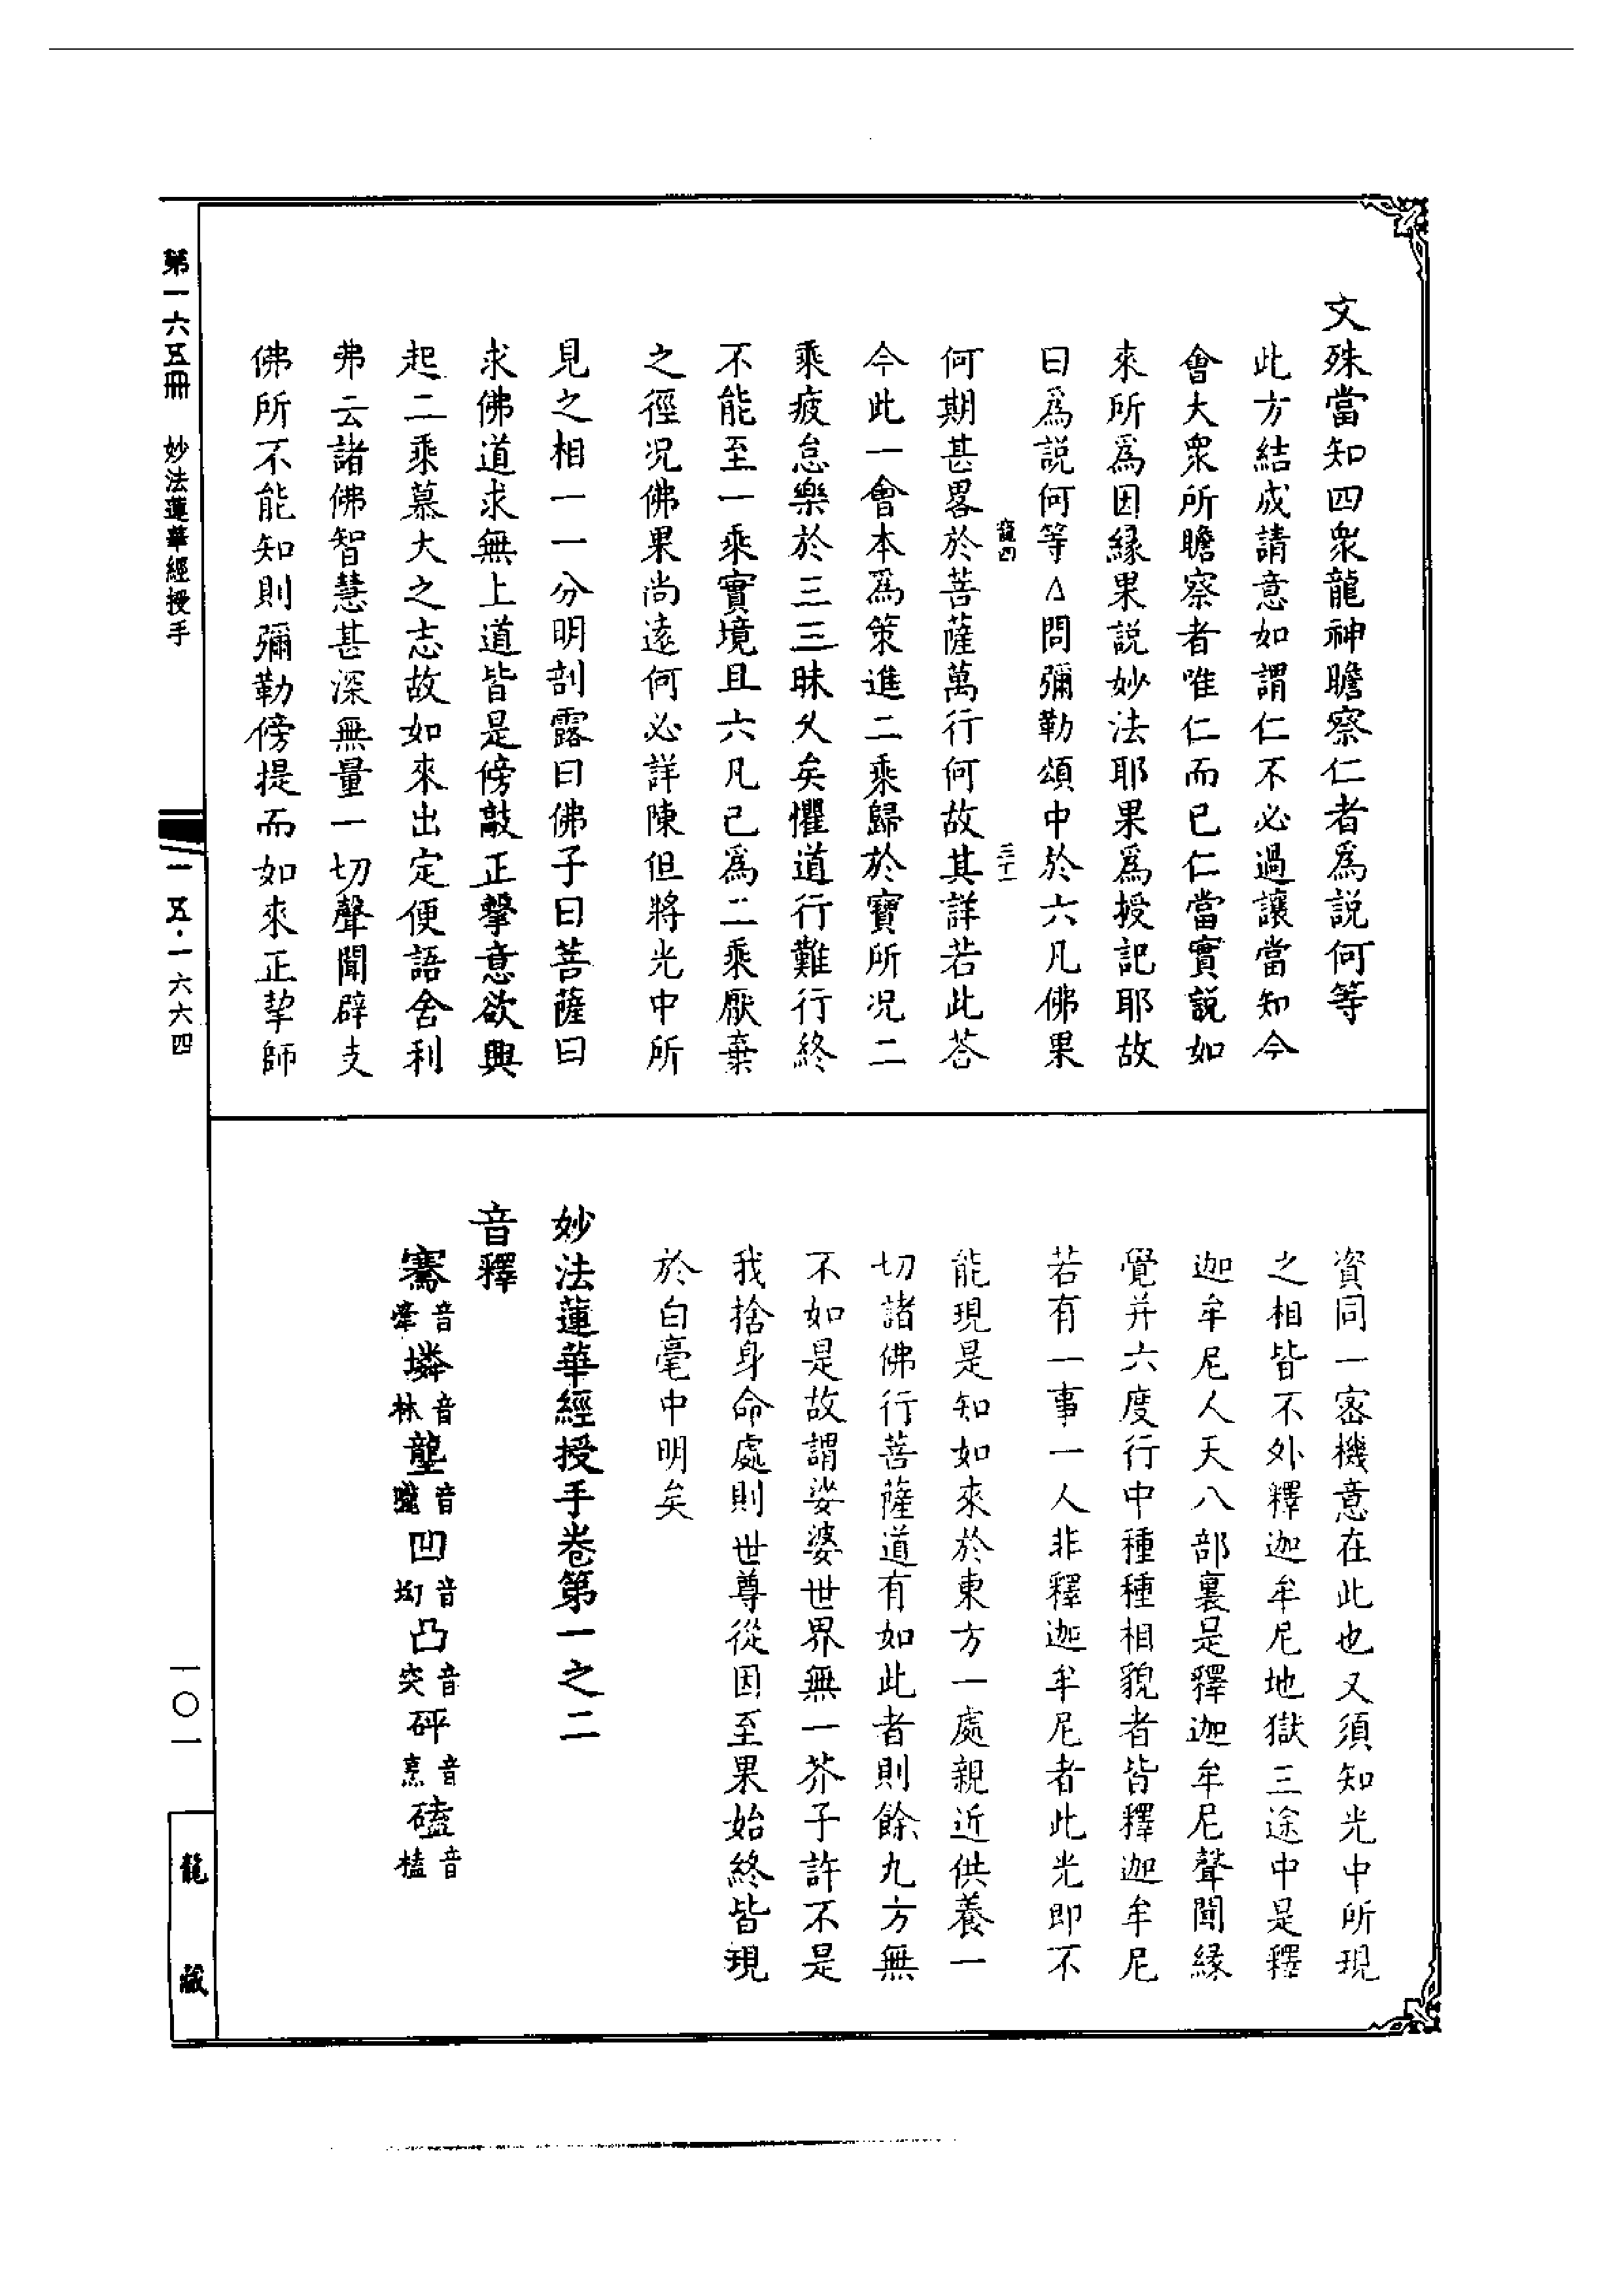 文殊當知四衆龍神瞻察仁者爲説何等
此方結成請意如謂仁不必過讓當知今
會大衆所瞻察者唯仁而已仁當實説如
來所爲因緣果説妙法耶果爲授記耶故
曰爲説何等△問彌勒頌中於六凡佛果
龍四
三十一
何期甚畧於菩薩萬行何故其詳若此荅
今此一會本爲策進二乘歸於寶所况二
乘疲怠樂於三三昧久矣懼道行難行終
不能至一乘實境且六凡已爲二乘厭棄
之徑况佛果尚遠何必詳陳但將光中所
見之相一一分明剖露曰佛子曰菩薩曰
求佛道求無上道皆是傍敲正擊意欲興
起二乘慕大之志故如來出定便語舍利
弗云諸佛智慧甚深無量一切聲聞辟支
佛所不能知則彌勒傍提而如來正挈師
資同一密機意在此也又須知光中所現
之相皆不外釋迦牟尼地獄三途中是釋
迦牟尼人天八部裏是釋迦牟尼聲聞緣
覺并六度行中種種相貌者皆釋迦牟尼
若有一事一人非釋迦牟尼者此光即不
能現是知如來於東方一處親近供養一
切諸佛行菩薩道有如此者則餘九方無
不如是故謂娑婆世界無一芥子許不是
我捨身命處則世尊從因至果始終皆現
於白毫中明矣
妙法蓮華經授手卷第一之二
音釋
騫音牽㙩音林壟音隴凹音坳凸音突砰音烹磕音榼
第一六五冊 妙法蓮華經授手
一五·一六六四
一〇一
龍藏